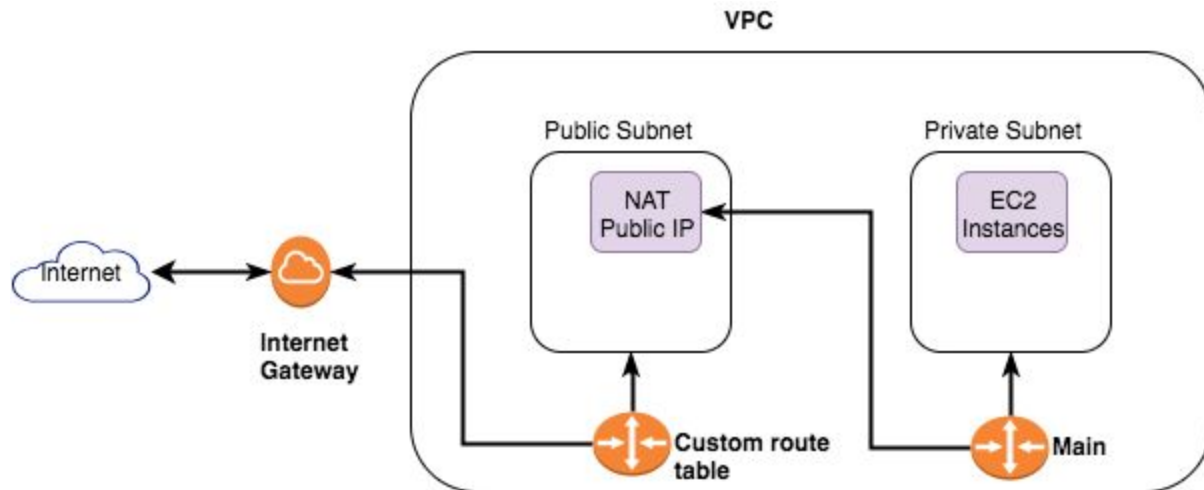 VPC
Public Subnet
Private Subnet
NAT
Public IP
EC2
Instances
Internet
Internet
Gateway
Custom route
table
Main